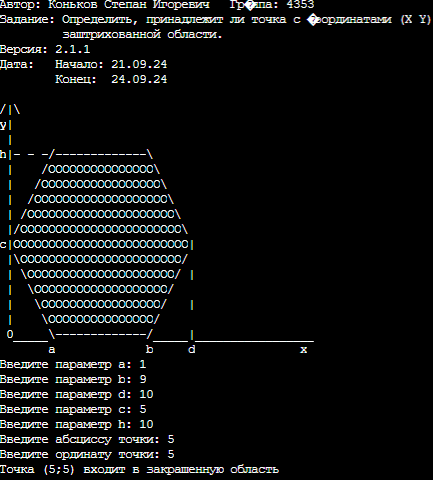 Автор: Коньков Степан Игоревич   Гр�ппа: 4353
Задание: Определить, принадлежит ли точка с �оординатами (X Y)
         заштрихованной области.
Версия: 2.1.1
Дата:   Начало: 21.09.24
        Конец:  24.09.24

/|\
y|
 |
h|- - -/-------------\
 |    /OOOOOOOOOOOOOOO\
 |   /OOOOOOOOOOOOOOOOO\
 |  /OOOOOOOOOOOOOOOOOOO\
 | /OOOOOOOOOOOOOOOOOOOOO\
 |/OOOOOOOOOOOOOOOOOOOOOOO\
c|OOOOOOOOOOOOOOOOOOOOOOOOO|
 |\OOOOOOOOOOOOOOOOOOOOOOO/
 | \OOOOOOOOOOOOOOOOOOOOO/ |
 |  \OOOOOOOOOOOOOOOOOOO/
 |   \OOOOOOOOOOOOOOOOO/   |
 |    \OOOOOOOOOOOOOOO/
 0_____\-------------/_____|_________________
       a             b     d               x
Введите параметр a: 1
Введите параметр b: 9
Введите параметр d: 10
Введите параметр c: 5
Введите параметр h: 10
Введите абсциссу точки: 5
Введите ординату точки: 5
Точка (5;5) входит в закрашенную область